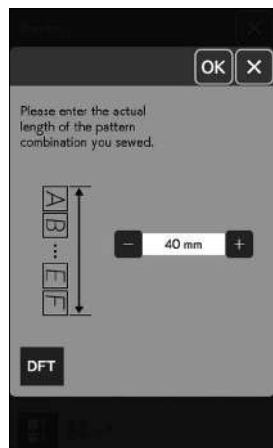 OK ×
Please enter the actual
length of the pattern
combination you sewed.
A
B
...
E
F
– 40 mm +
DFT